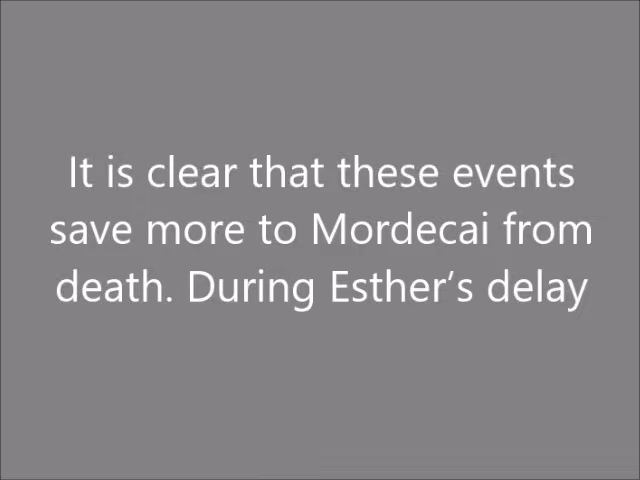 It is clear that these events
save more to Mordecai from
death. During Esther’s delay